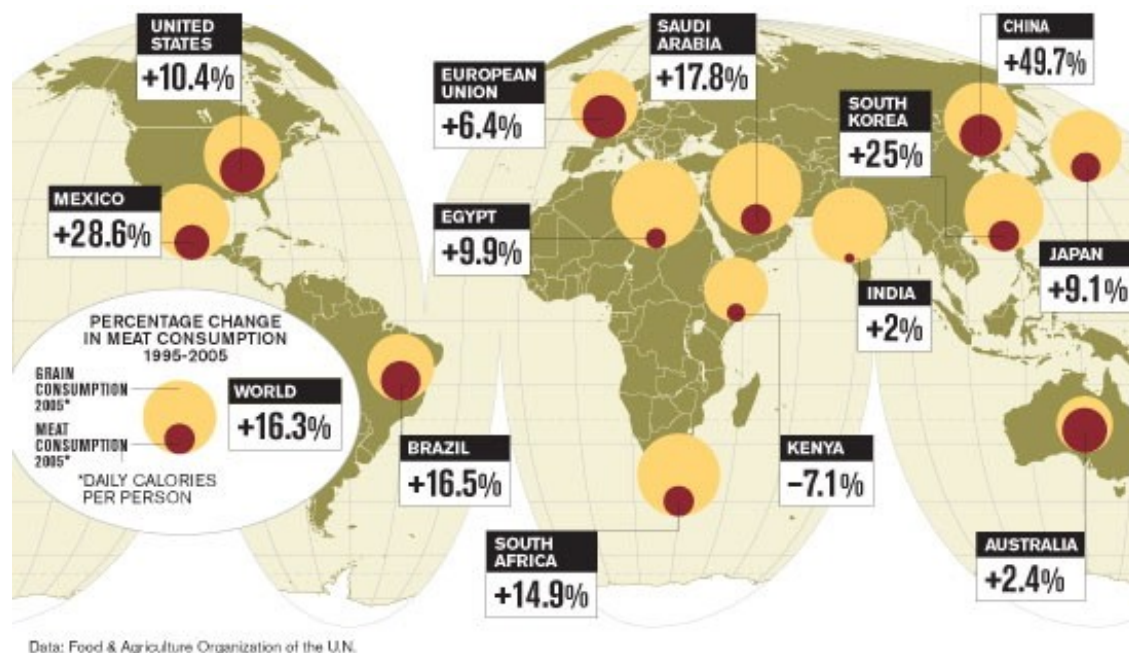 UNITED
STATES
+10.4%
EUROPEAN
UNION
+6.4%
SAUDI
ARABIA
+17.8%
CHINA
+49.7%
SOUTH
KOREA
+25%
MEXICO
+28.6%
EGYPT
+9.9%
INDIA
+2%
JAPAN
+9.1%
PERCENTAGE CHANGE
IN MEAT CONSUMPTION
1995-2005
GRAIN
CONSUMPTION
2005*
MEAT
CONSUMPTION
2005*
WORLD
+16.3%
*DAILY CALORIES
PER PERSON
BRAZIL
+16.5%
KENYA
–7.1%
SOUTH
AFRICA
+14.9%
AUSTRALIA
+2.4%
Data: Food & Agriculture Organization of the U.N.